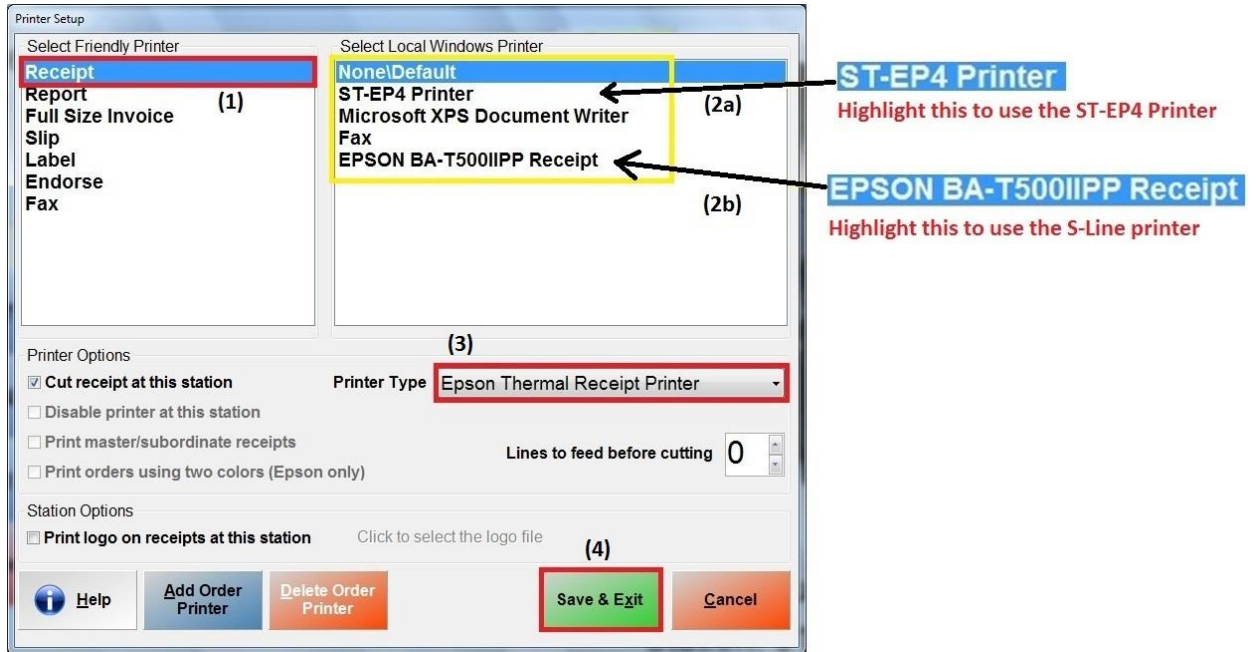 Printer Setup
Select Friendly Printer
Receipt
Report
(1)
Full Size Invoice
Slip
Label
Endorse
Fax
Select Local Windows Printer
None\Default
ST-EP4 Printer
(2a)
Microsoft XPS Document Writer
Fax
EPSON BA-T500IIPP Receipt
(2b)
ST-EP4 Printer
Highlight this to use the ST-EP4 Printer
EPSON BA-T500IIPP Receipt
Highlight this to use the S-Line printer
(3)
Printer Options
Cut receipt at this station
Printer Type Epson Thermal Receipt Printer
Disable printer at this station
Print master/subordinate receipts
Lines to feed before cutting 0
Print orders using two colors (Epson only)
Station Options
Print logo on receipts at this station
Click to select the logo file
(4)
Help
Add Order
Printer
Delete Order
Printer
Save & Exit
Cancel